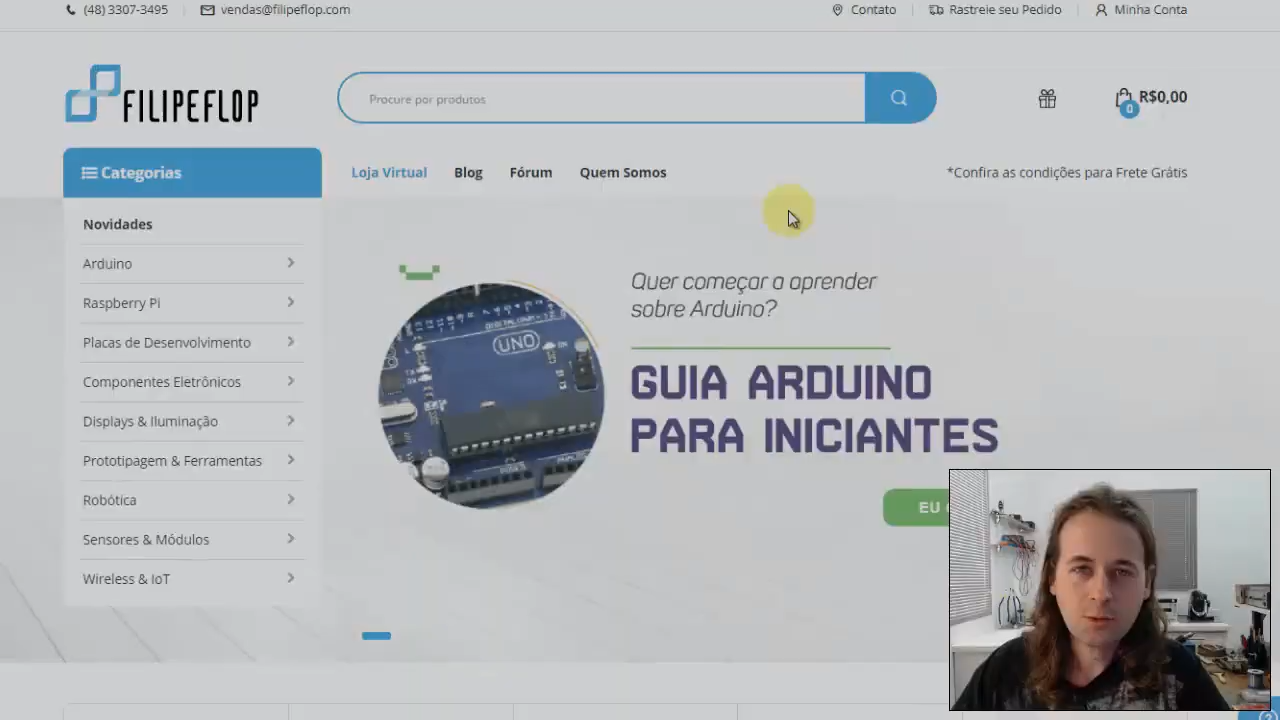 (48) 3307-3495
vendas@filipeflop.com
Contato
Rastreie seu Pedido
Minha Conta
FILIPEFLOP
Procure por produtos
R$0,00
0
Categorias
Loja Virtual
Blog
Fórum
Quem Somos
*Confira as condições para Frete Grátis
Novidades
Arduino
Raspberry Pi
Placas de Desenvolvimento
Componentes Eletrônicos
Displays & Iluminação
Prototipagem & Ferramentas
Robótica
Sensores & Módulos
Wireless & IoT
UNO
Quer começar a aprender
sobre Arduino?
GUIA ARDUINO
PARA INICIANTES
EU